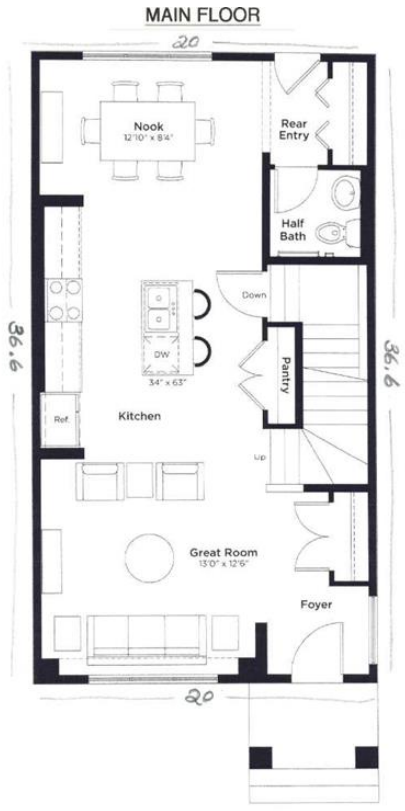 MAIN FLOOR
20
Nook
12'10" x 8'4"
Rear
Entry
Half
Bath
Down
36.6
36.6
DW
34" x 63"
Pantry
Ref.
Kitchen
Up
Great Room
13'0" x 12'6"
Foyer
20